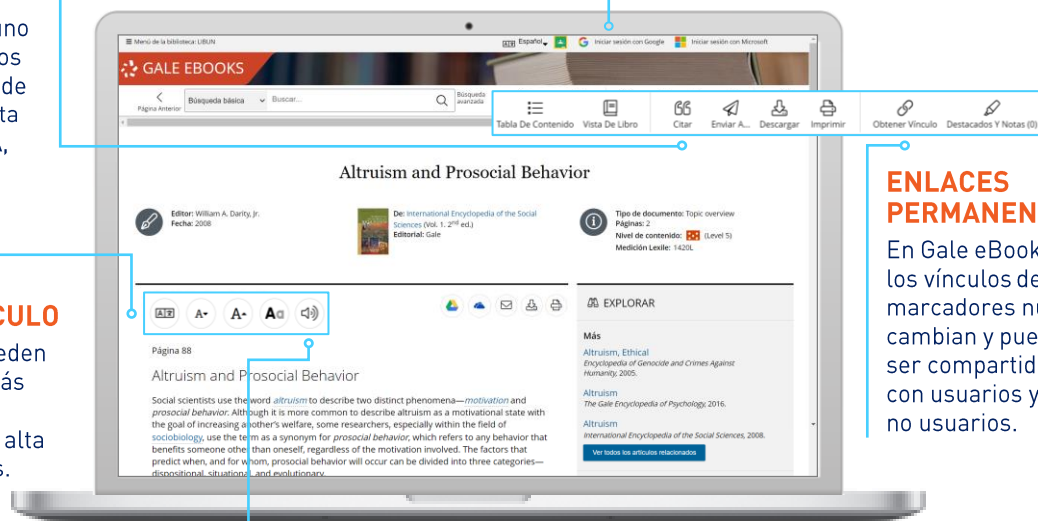 uno
os
de
ta
A,
CULO
eden
ás
alta
s.
Menú de la biblioteca: LIBUN
Español
Iniciar sesión con Google
Iniciar sesión con Microsoft
GALE EBOOKS
Página Anterior
Búsqueda básica
Buscar...
Búsqueda
avanzada
Tabla De Contenido
Vista De Libro
Citar
Enviar A...
Descargar
Imprimir
Obtener Vínculo
Destacados Y Notas (0)
Altruism and Prosocial Behavior
Editor: William A. Darity, Jr.
Fecha: 2008
De: International Encyclopedia of the Social
Sciences (Vol. 1. 2nd ed.)
Editorial: Gale
Tipo de documento: Topic overview
Páginas: 2
Nivel de contenido: (Level 5)
Medición Lexile: 1420L
A A A Aa
Página 88
Altruism and Prosocial Behavior
Social scientists use the word altruism to describe two distinct phenomena—motivation and
prosocial behavior. Although it is more common to describe altruism as a motivational state with
the goal of increasing another's welfare, some researchers, especially within the field of
sociobiology, use the term as a synonym for prosocial behavior, which refers to any behavior that
benefits someone other than oneself, regardless of the motivation involved. The factors that
predict when, and for whom, prosocial behavior will occur can be divided into three categories—
dispositional, situational, and evolutionary.
EXPLORAR
Más
Altruism, Ethical
Encyclopedia of Genocide and Crimes Against
Humanity, 2005.
Altruism
The Gale Encyclopedia of Psychology, 2016.
Altruism
International Encyclopedia of the Social Sciences, 2008.
Ver todos los artículos relacionados
ENLACES
PERMANEN
En Gale eBook
los vínculos de
marcadores nu
cambian y pue
ser compartid
con usuarios y
no usuarios.